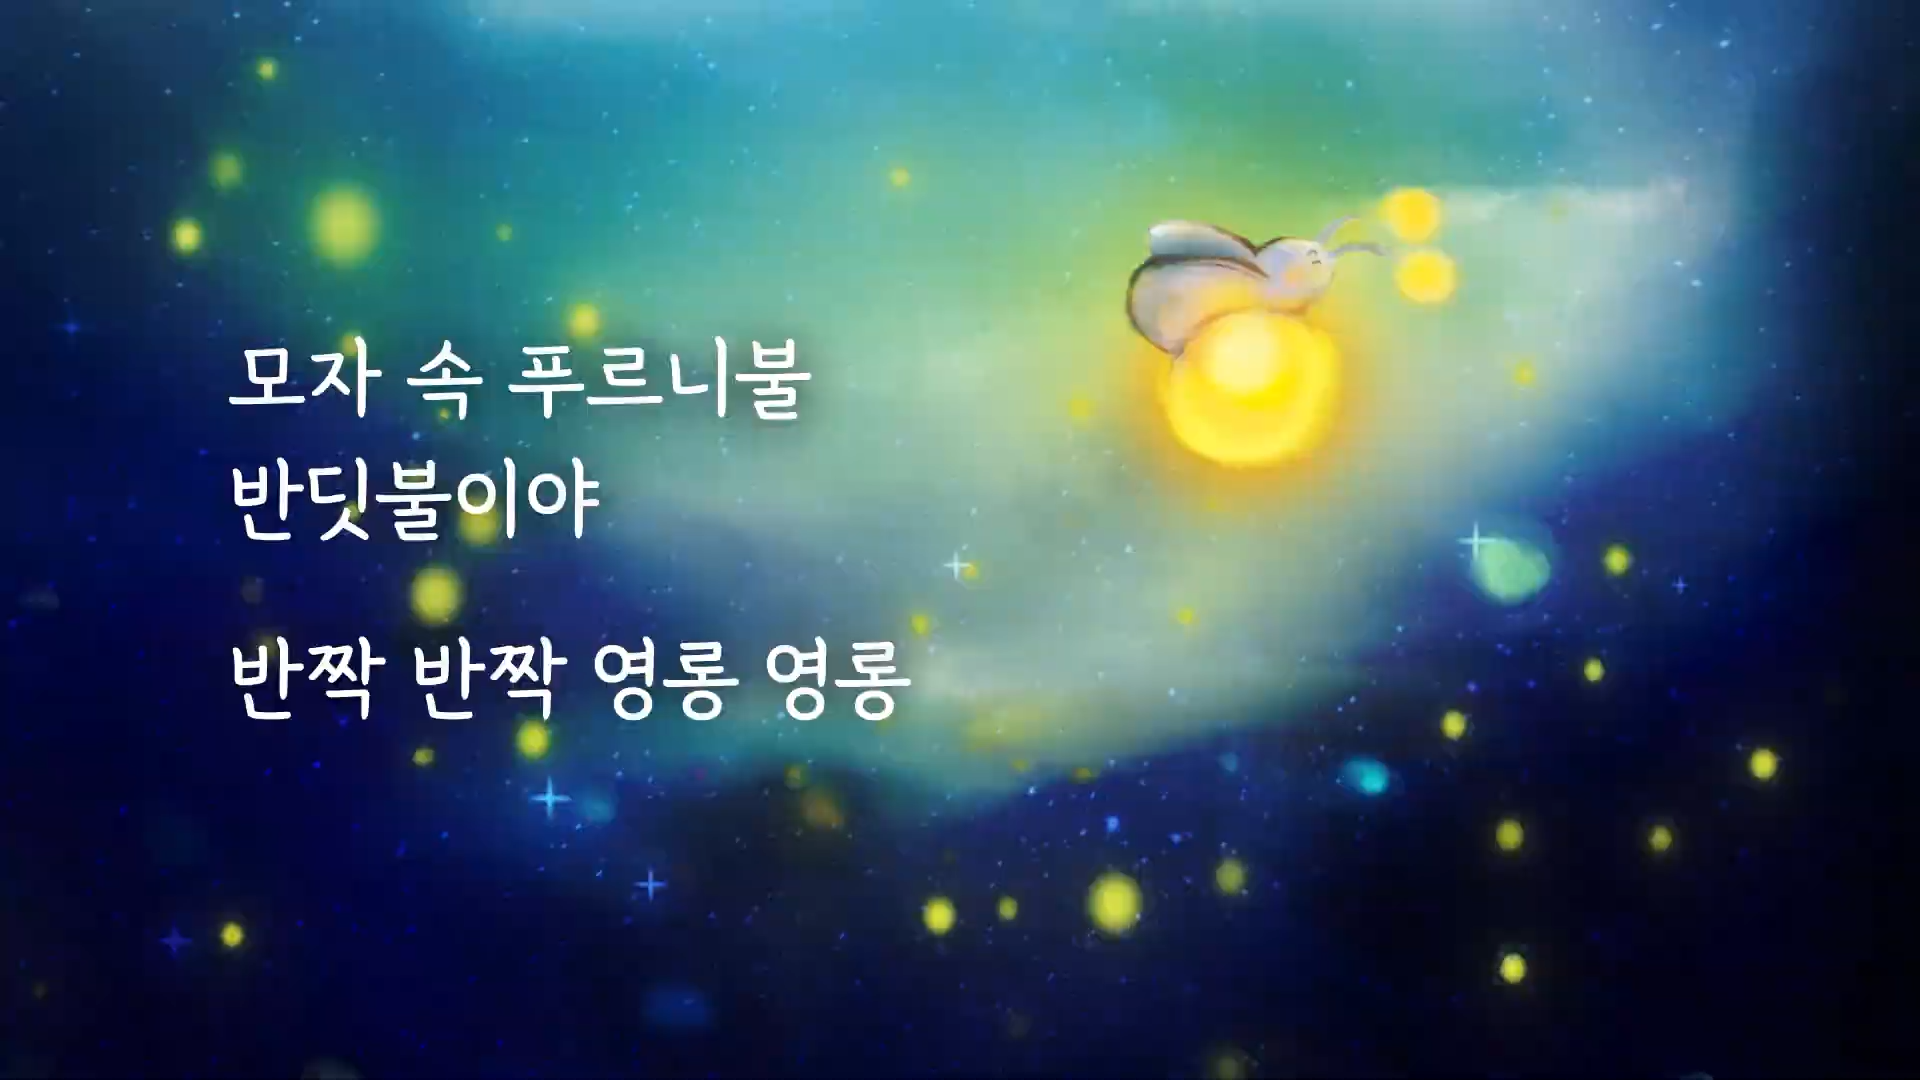 모자 속 푸르니불
반딧불이야
반짝 반짝 영롱 영롱